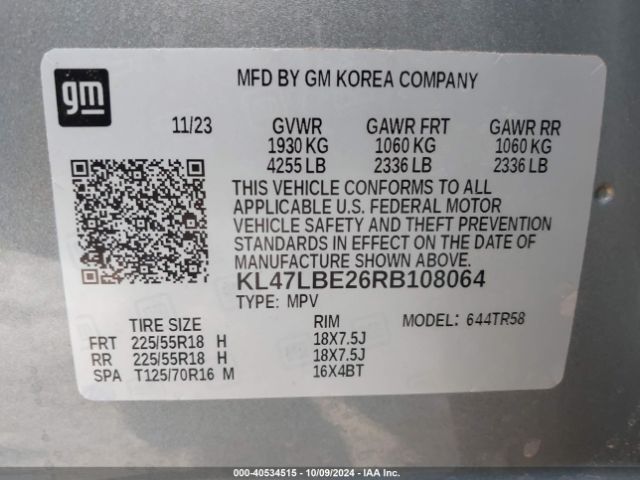 gm
MFD BY GM KOREA COMPANY
11/23 GVWR GAWR FRT GAWR RR
1930 KG 1060 KG 1060 KG
4255 LB 2336 LB 2336 LB
THIS VEHICLE CONFORMS TO ALL
APPLICABLE U.S. FEDERAL MOTOR
VEHICLE SAFETY AND THEFT PREVENTION
STANDARDS IN EFFECT ON THE DATE OF
MANUFACTURE SHOWN ABOVE.
KL47LBE26RB108064
TYPE: MPV
TIRE SIZE RIM MODEL: 644TR58
FRT 225/55R18 H 18X7.5J
RR 225/55R18 H 18X7.5J
SPA T125/70R16 M 16X4BT
000-40534515 - 10/09/2024 - IAA Inc.